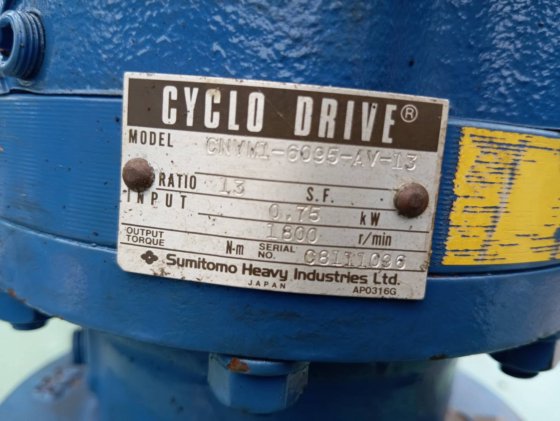 CYCLO DRIVE®
MODEL CNVM1-6095-AV-13
RATIO 13 S.F.
INPUT 0.75 kW
1800 r/min
OUTPUT TORQUE N·m SERIAL NO. C81T1C96
Sumitomo Heavy Industries Ltd.
JAPAN AP0316G